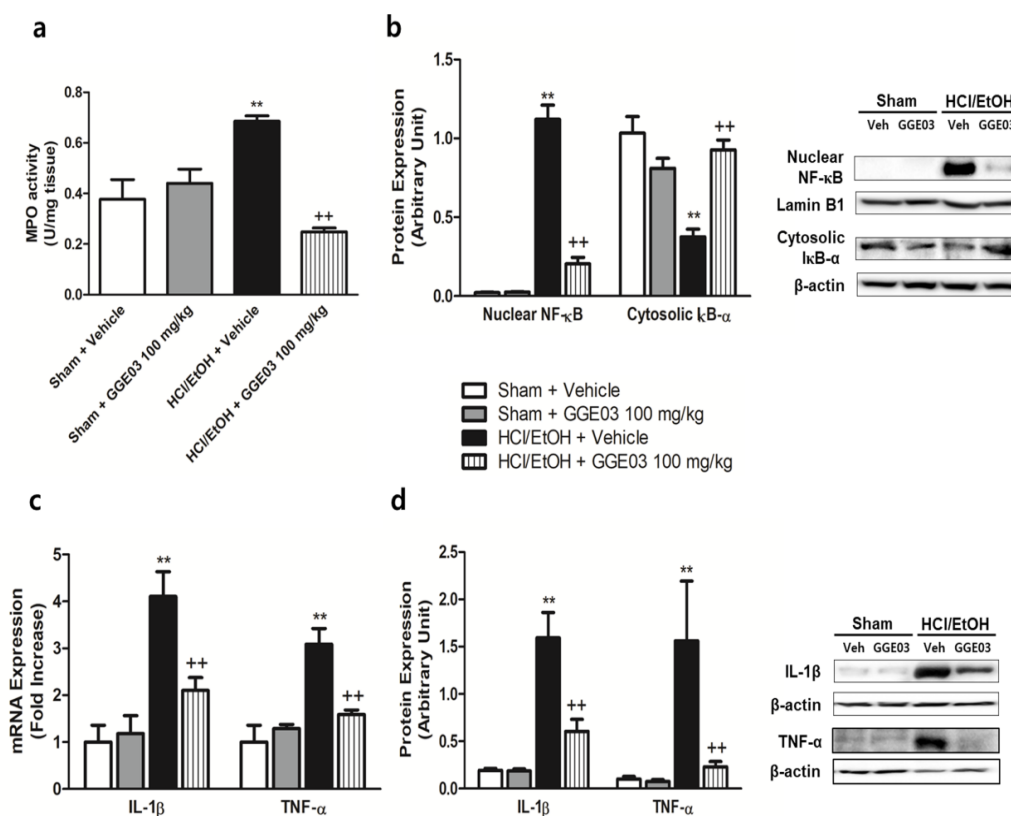 a
MPO activity
(U/mg tissue)
0.8
0.6
0.4
0.2
0.0
**
++
Sham + Vehicle
Sham + GGE03 100 mg/kg
HCl/EtOH + Vehicle
HCl/EtOH + GGE03 100 mg/kg
b
Protein Expression
(Arbitrary Unit)
1.5
1.0
0.5
0.0
**
++
**
++
Nuclear NF-κB
Cytosolic IκB-α
Sham
HCl/EtOH
Veh
GGE03
Veh
GGE03
Nuclear
NF-κB
Lamin B1
Cytosolic
IκB-α
β-actin
Sham + Vehicle
Sham + GGE03 100 mg/kg
HCl/EtOH + Vehicle
HCl/EtOH + GGE03 100 mg/kg
c
mRNA Expression
(Fold Increase)
5
4
3
2
1
0
**
++
**
++
IL-1β
TNF-α
d
Protein Expression
(Arbitrary Unit)
2.5
2.0
1.5
1.0
0.5
0.0
**
++
**
++
IL-1β
TNF-α
Sham
HCl/EtOH
Veh
GGE03
Veh
GGE03
IL-1β
β-actin
TNF-α
β-actin